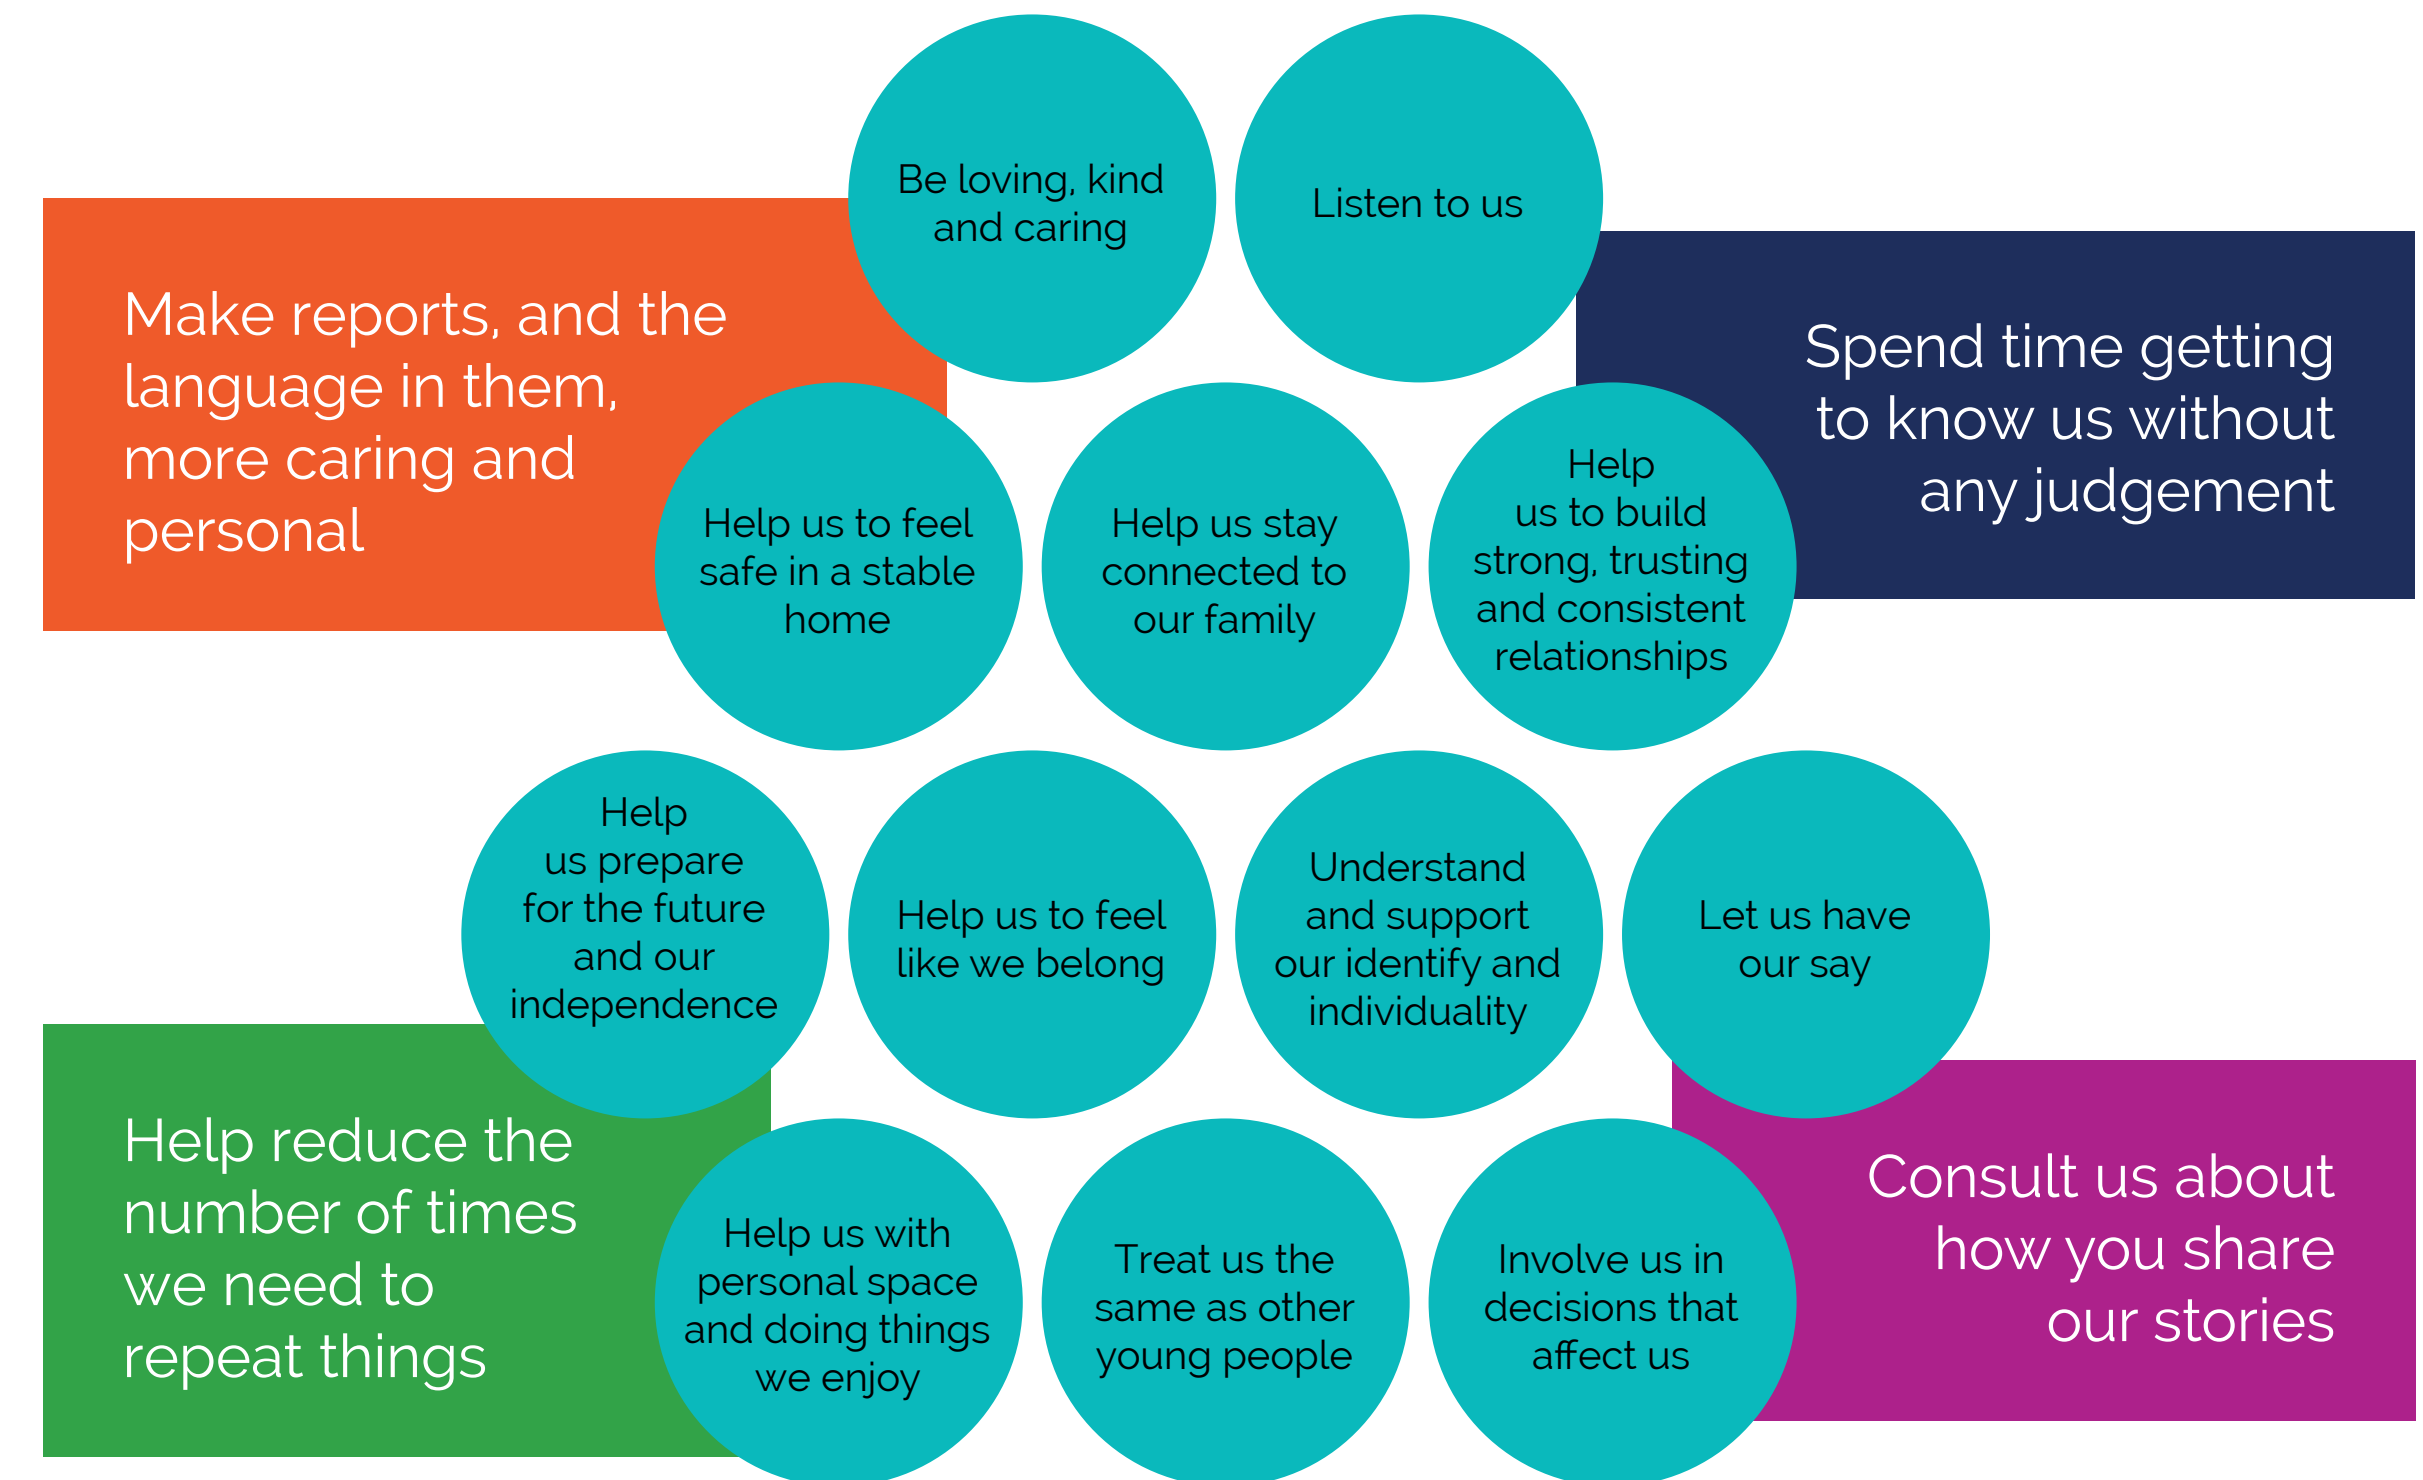 Be loving, kind
and caring
Listen to us
Make reports, and the
language in them,
more caring and
personal
Spend time getting
to know us without
any judgement
Help us to feel
safe in a stable
home
Help us stay
connected to
our family
Help
us to build
strong, trusting
and consistent
relationships
Help
us prepare
for the future
and our
independence
Help us to feel
like we belong
Understand
and support
our identify and
individuality
Let us have
our say
Help reduce the
number of times
we need to
repeat things
Help us with
personal space
and doing things
we enjoy
Treat us the
same as other
young people
Involve us in
decisions that
affect us
Consult us about
how you share
our stories